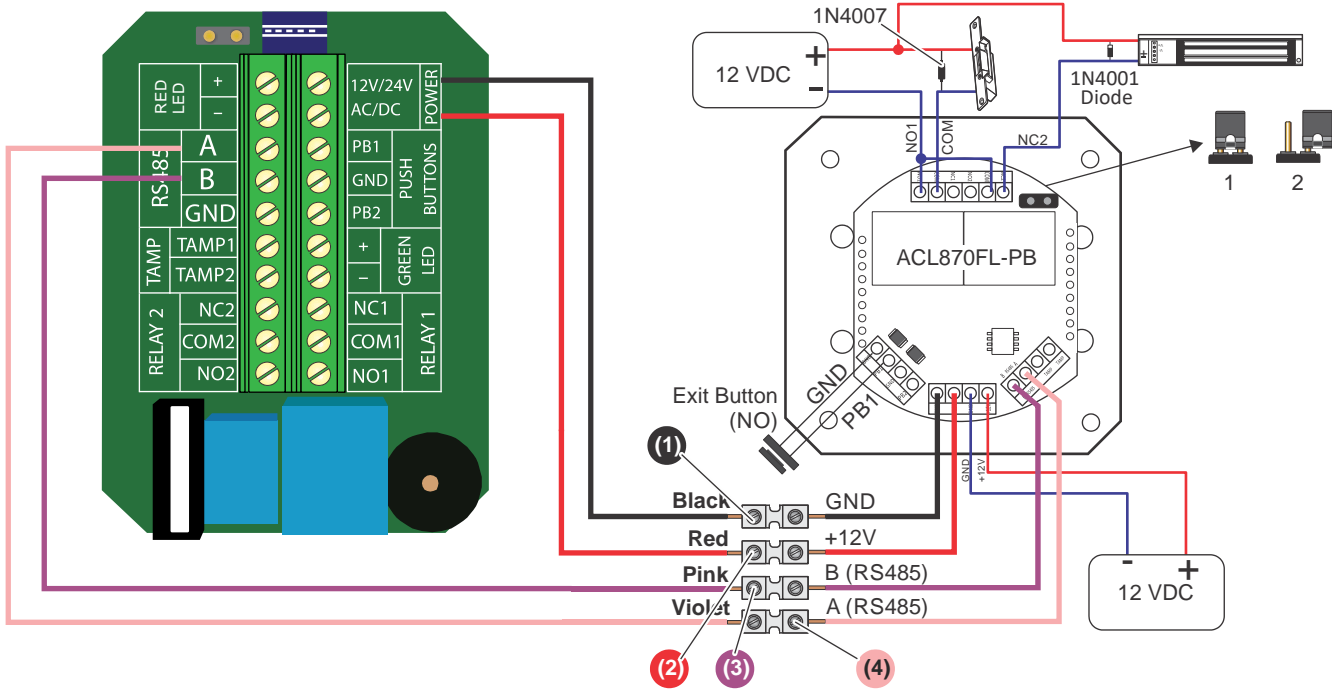 RED LED
+
−
RS485
A
B
GND
TAMP
TAMP1
TAMP2
RELAY 2
NC2
COM2
NO2
12V/24V
AC/DC
POWER
PB1
GND
PB2
PUSH BUTTONS
+
−
GREEN LED
NC1
COM1
NO1
RELAY 1
12 VDC
+
-
1N4007
1N4001
Diode
NO1
COM
NC2
1
2
ACL870FL-PB
GND
PB1
Exit Button
(NO)
GND
+12V
(1)
Black
GND
Red
+12V
Pink
B (RS485)
Violet
A (RS485)
(2)
(3)
(4)
-
+
12 VDC